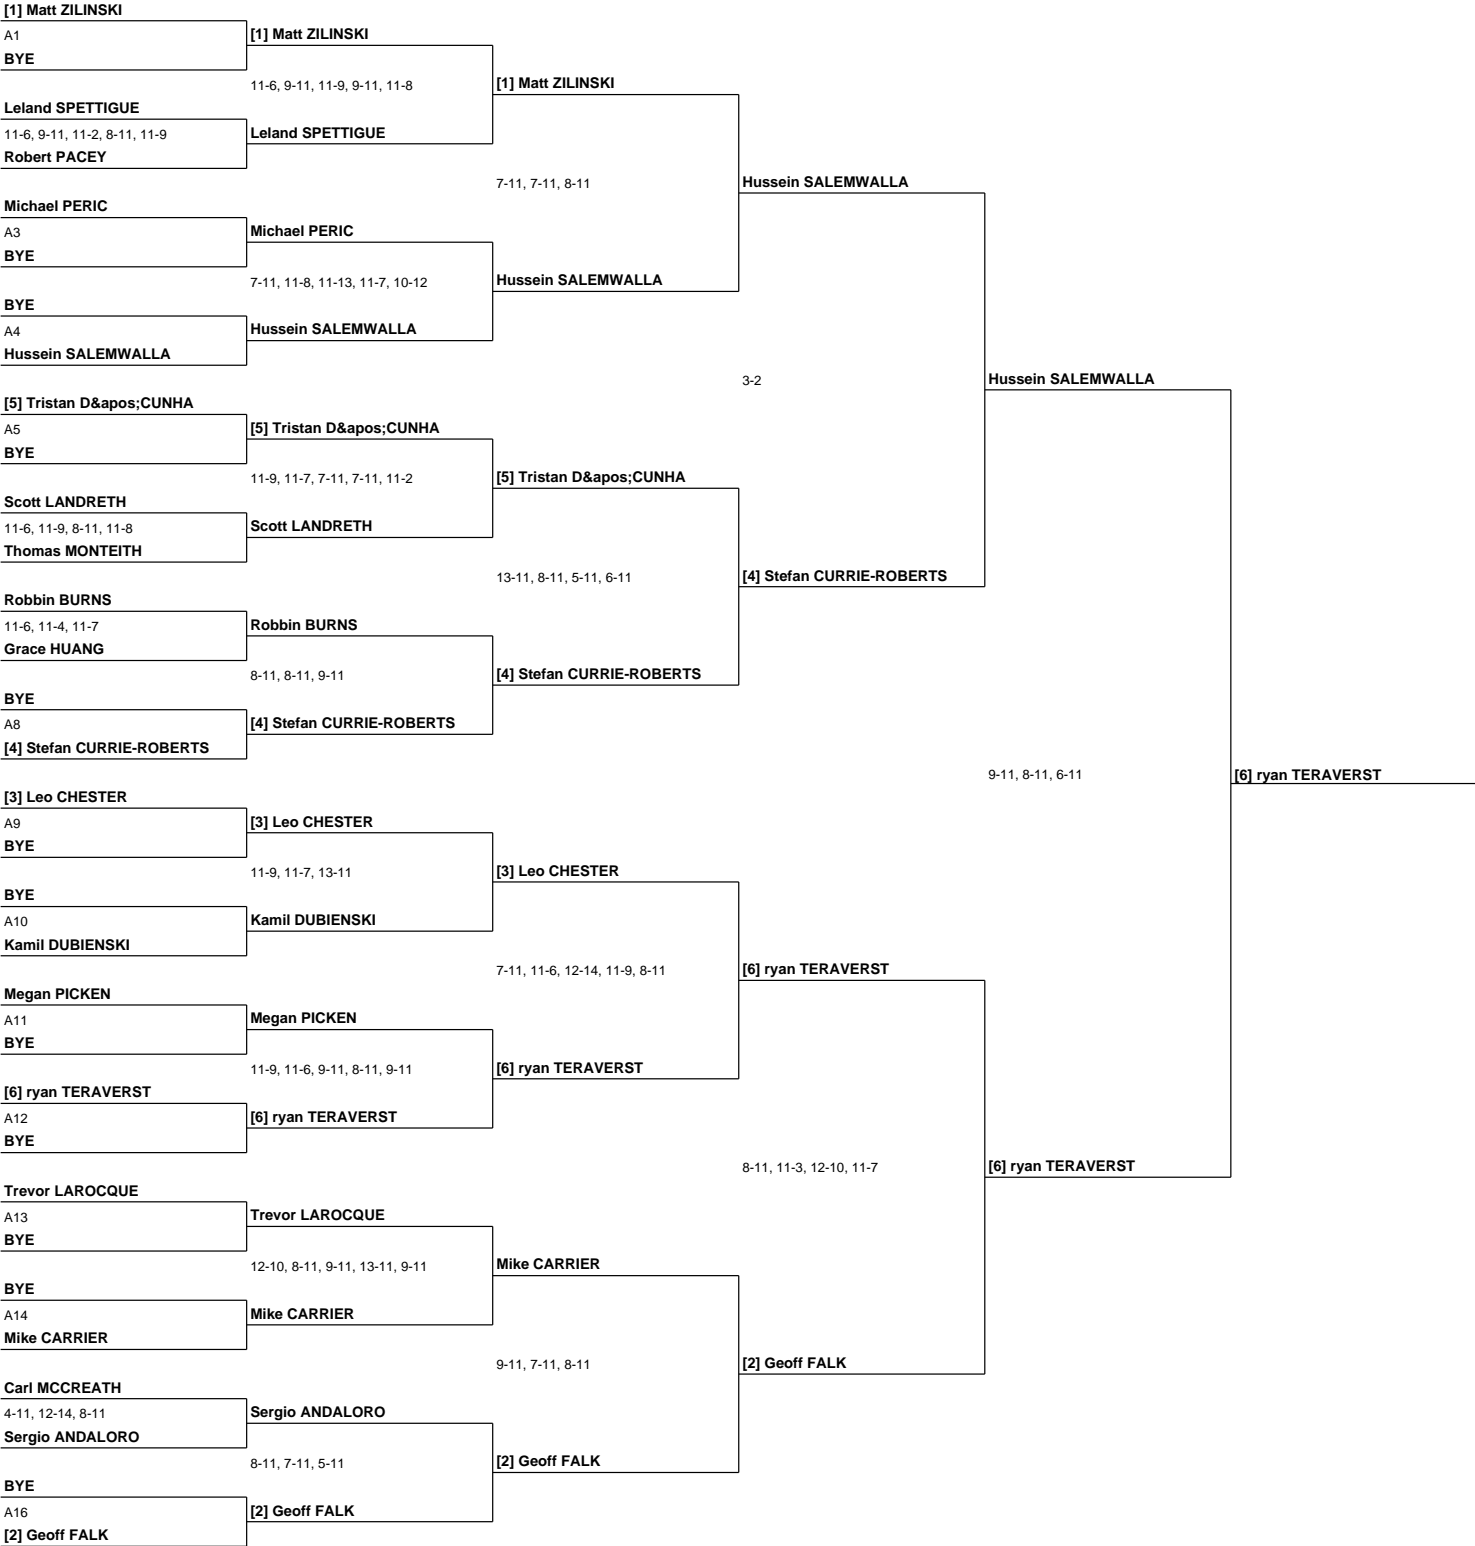 [1] Matt ZILINSKI
A1
BYE
Leland SPETTIGUE
11-6, 9-11, 11-2, 8-11, 11-9
Robert PACEY
Michael PERIC
A3
BYE
BYE
A4
Hussein SALEMWALLA
[5] Tristan D&apos;CUNHA
A5
BYE
Scott LANDRETH
11-6, 11-9, 8-11, 11-8
Thomas MONTEITH
Robbin BURNS
11-6, 11-4, 11-7
Grace HUANG
BYE
A8
[4] Stefan CURRIE-ROBERTS
[3] Leo CHESTER
A9
BYE
BYE
A10
Kamil DUBIENSKI
Megan PICKEN
A11
BYE
[6] ryan TERAVERST
A12
BYE
Trevor LAROCQUE
A13
BYE
BYE
A14
Mike CARRIER
Carl MCCREATH
4-11, 12-14, 8-11
Sergio ANDALORO
BYE
A16
[2] Geoff FALK
[1] Matt ZILINSKI
11-6, 9-11, 11-9, 9-11, 11-8
Leland SPETTIGUE
Michael PERIC
7-11, 11-8, 11-13, 11-7, 10-12
Hussein SALEMWALLA
[5] Tristan D&apos;CUNHA
11-9, 11-7, 7-11, 7-11, 11-2
Scott LANDRETH
Robbin BURNS
8-11, 8-11, 9-11
[4] Stefan CURRIE-ROBERTS
[3] Leo CHESTER
11-9, 11-7, 13-11
Kamil DUBIENSKI
Megan PICKEN
11-9, 11-6, 9-11, 8-11, 9-11
[6] ryan TERAVERST
Trevor LAROCQUE
12-10, 8-11, 9-11, 13-11, 9-11
Mike CARRIER
Sergio ANDALORO
8-11, 7-11, 5-11
[2] Geoff FALK
[1] Matt ZILINSKI
7-11, 7-11, 8-11
Hussein SALEMWALLA
[5] Tristan D&apos;CUNHA
13-11, 8-11, 5-11, 6-11
[4] Stefan CURRIE-ROBERTS
[3] Leo CHESTER
7-11, 11-6, 12-14, 11-9, 8-11
[6] ryan TERAVERST
Mike CARRIER
9-11, 7-11, 8-11
[2] Geoff FALK
Hussein SALEMWALLA
3-2
[4] Stefan CURRIE-ROBERTS
[6] ryan TERAVERST
8-11, 11-3, 12-10, 11-7
[2] Geoff FALK
Hussein SALEMWALLA
9-11, 8-11, 6-11
[6] ryan TERAVERST
[6] ryan TERAVERST